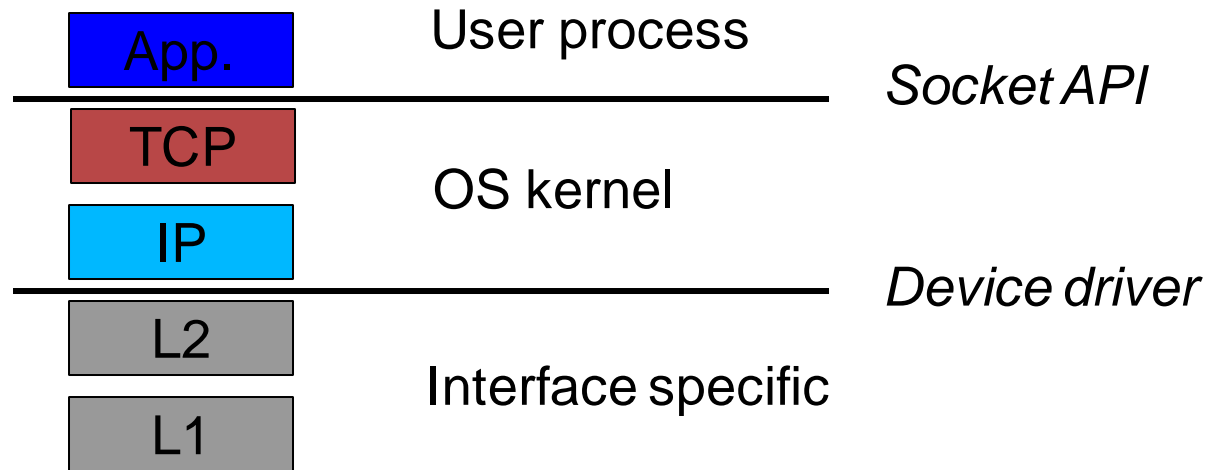 App.
User process
Socket API
TCP
OS kernel
IP
Device driver
L2
Interface specific
L1